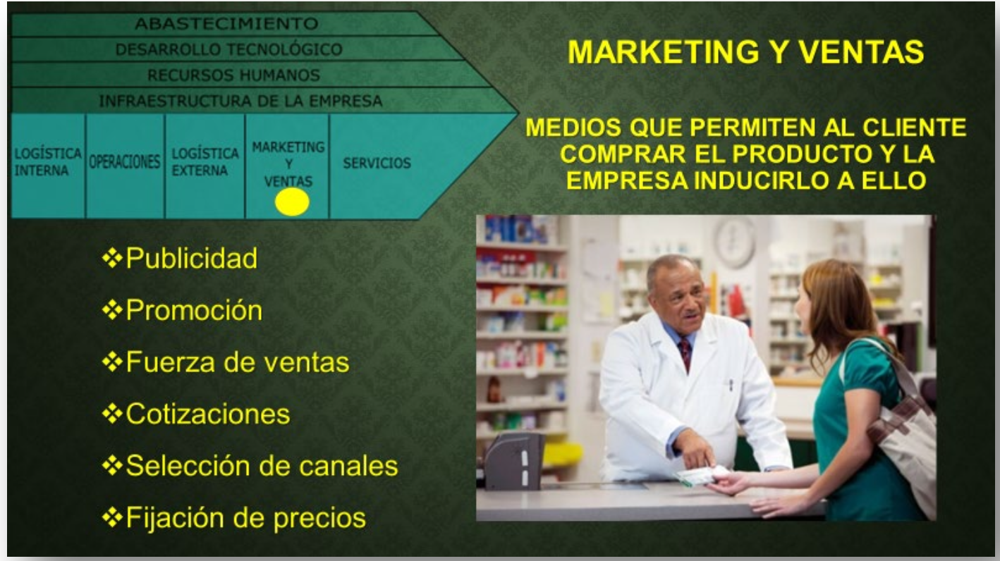 ABASTECIMIENTO
DESARROLLO TECNOLÓGICO
RECURSOS HUMANOS
INFRAESTRUCTURA DE LA EMPRESA
LOGÍSTICA
INTERNA
OPERACIONES
LOGÍSTICA
EXTERNA
MARKETING
Y
VENTAS
SERVICIOS
MARKETING Y VENTAS
MEDIOS QUE PERMITEN AL CLIENTE
COMPRAR EL PRODUCTO Y LA
EMPRESA INDUCIRLO A ELLO
❖Publicidad
❖Promoción
❖Fuerza de ventas
❖Cotizaciones
❖Selección de canales
❖Fijación de precios